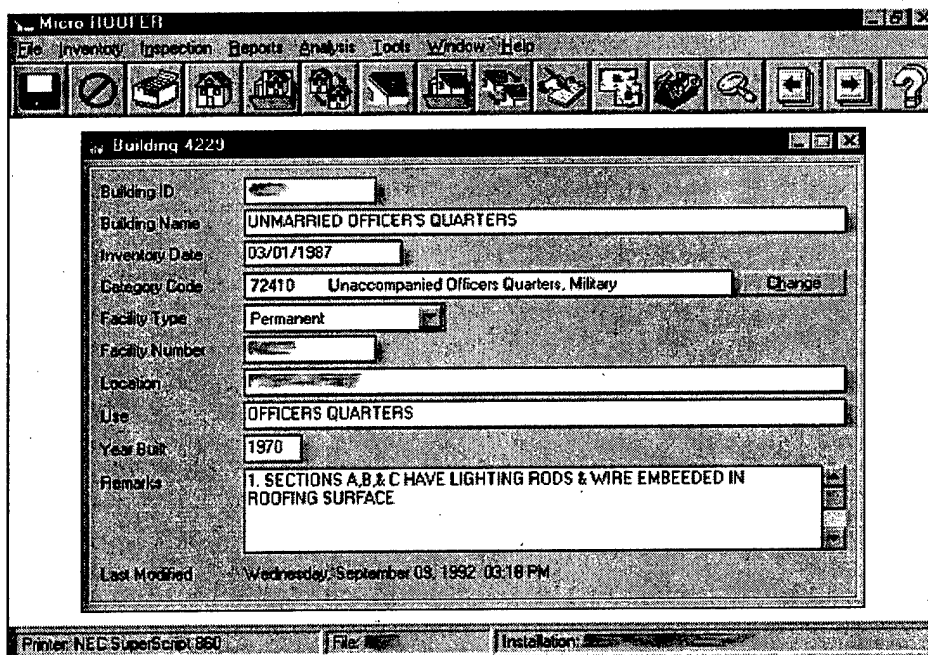 Micro ROOFER
File Inventory Inspection Reports Analysis Tools Window Help
Building 4229
Building ID
Building Name UNMARRIED OFFICER'S QUARTERS
Inventory Date 03/01/1987
Category Code 72410 Unaccompanied Officers Quarters, Military Change
Facility Type Permanent
Facility Number
Location
Use OFFICERS QUARTERS
Year Built 1970
Remarks 1. SECTIONS A,B,& C HAVE LIGHTING RODS & WIRE EMBEEDED IN
ROOFING SURFACE
Last Modified Wednesday, September 09, 1992 03:18 PM
Printer: NEC SuperScript 860 File: Installation: